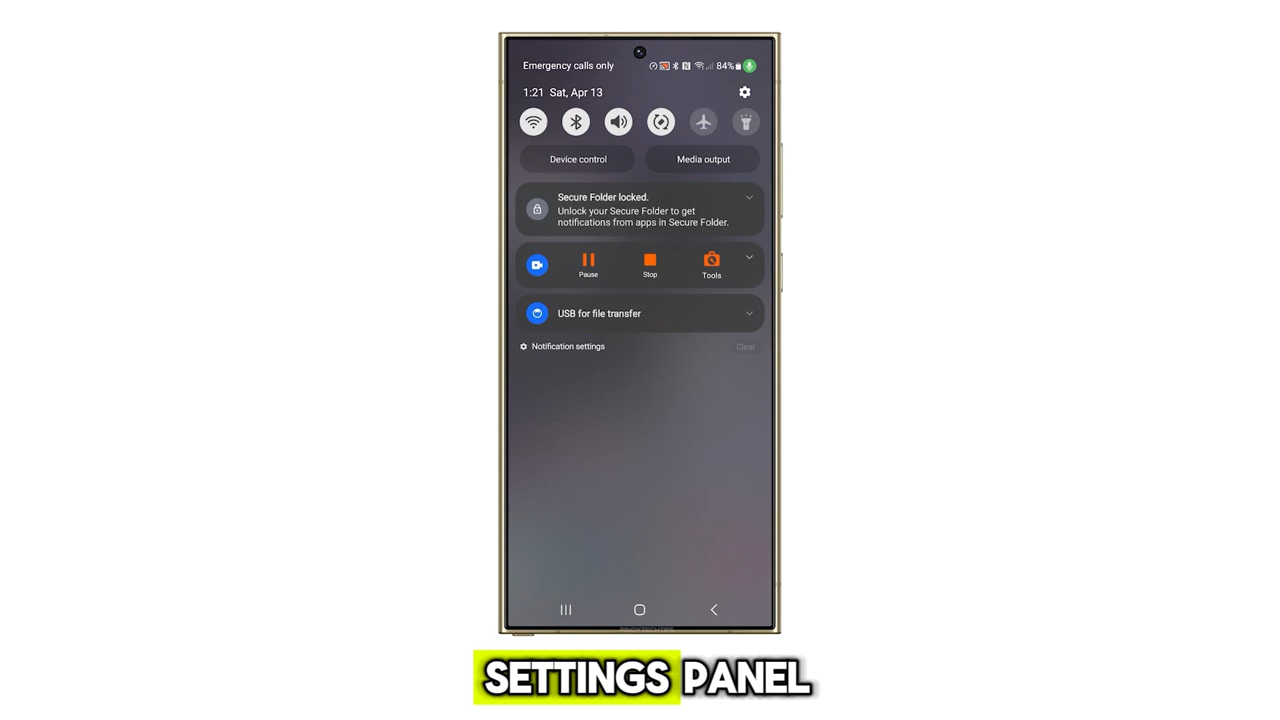 Emergency calls only 84%
1:21 Sat, Apr 13
Device control Media output
Secure Folder locked.
Unlock your Secure Folder to get
notifications from apps in Secure Folder.
Pause Stop Tools
USB for file transfer
Notification settings Clear
SETTINGS PANEL